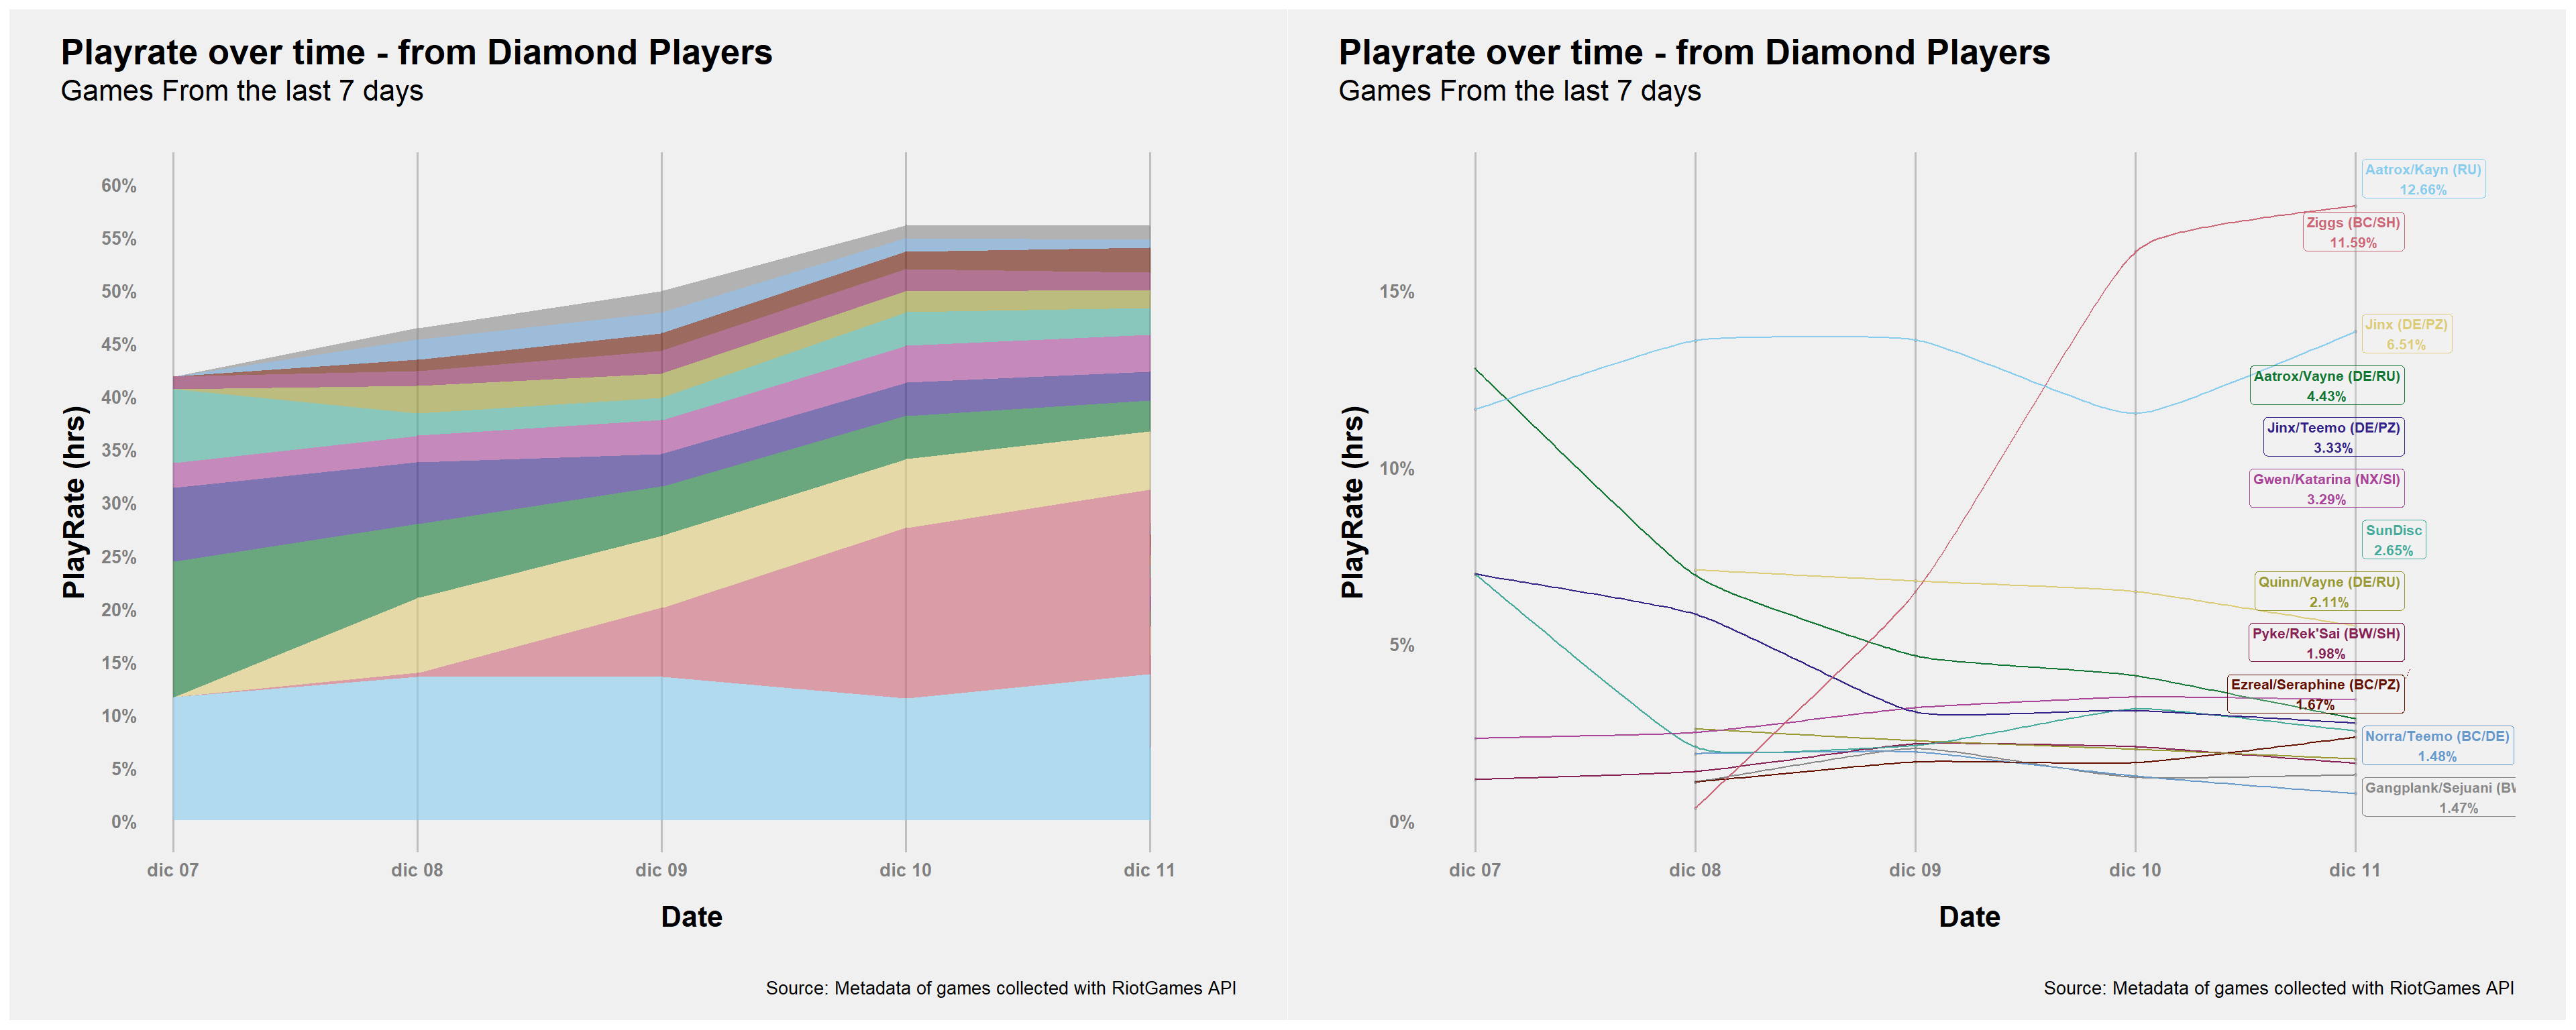 Playrate over time - from Diamond Players
Games From the last 7 days
PlayRate (hrs)
60%
55%
50%
45%
40%
35%
30%
25%
20%
15%
10%
5%
0%
dic 07
dic 08
dic 09
dic 10
dic 11
Date
Source: Metadata of games collected with RiotGames API
Playrate over time - from Diamond Players
Games From the last 7 days
PlayRate (hrs)
15%
10%
5%
0%
Aatrox/Kayn (RU)
12.66%
Ziggs (BC/SH)
11.59%
Jinx (DE/PZ)
6.51%
Aatrox/Vayne (DE/RU)
4.43%
Jinx/Teemo (DE/PZ)
3.33%
Gwen/Katarina (NX/SI)
3.29%
SunDisc
2.65%
Quinn/Vayne (DE/RU)
2.11%
Pyke/Rek'Sai (BW/SH)
1.98%
Ezreal/Seraphine (BC/PZ)
1.67%
Norra/Teemo (BC/DE)
1.48%
Gangplank/Sejuani
1.47%
dic 07
dic 08
dic 09
dic 10
dic 11
Date
Source: Metadata of games collected with RiotGames API